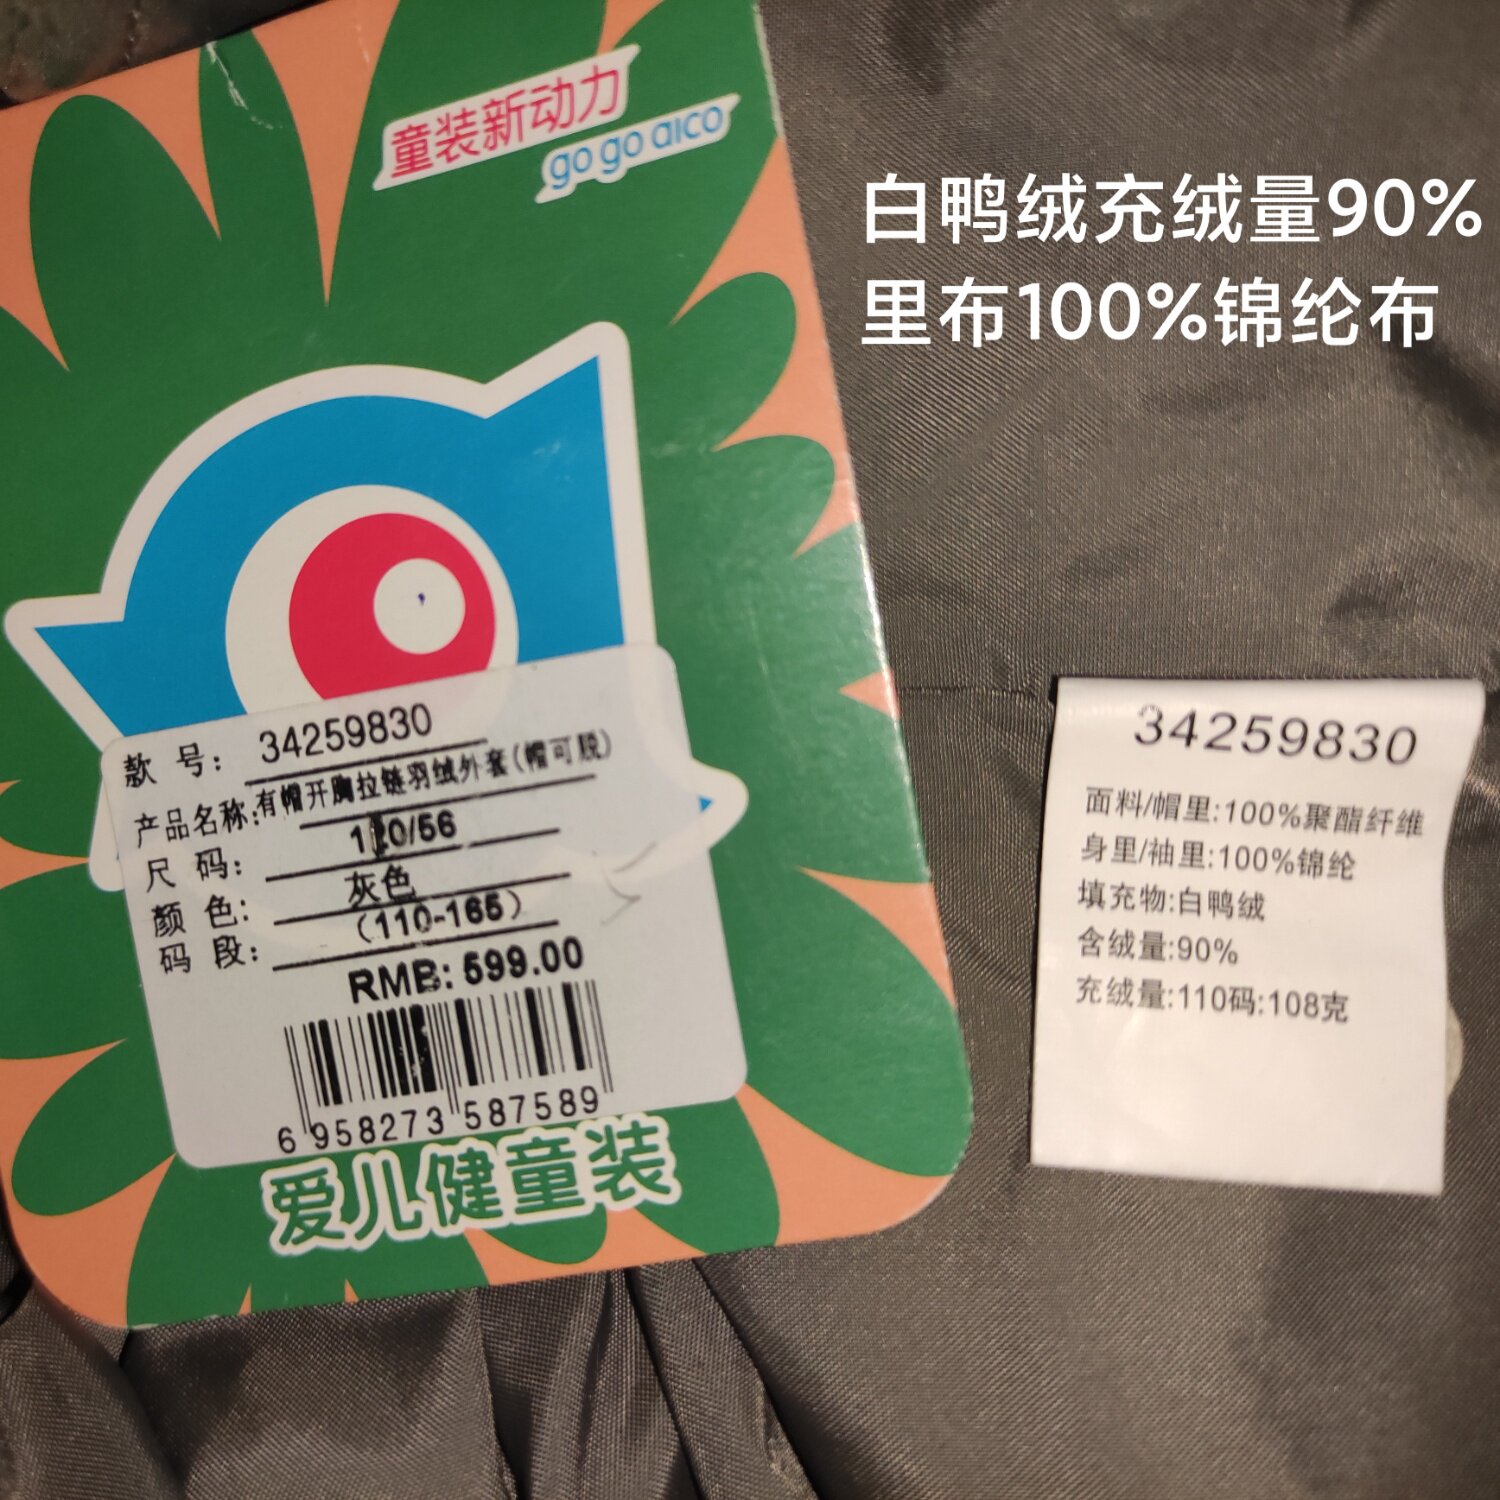 童装新动力
go go aico
白鸭绒充绒量90%
里布100%锦纶布
款 号: 34259830
产品名称:有帽开胸拉链羽绒外套(帽可脱)
尺 码: 110/56
颜 色: 灰色
码 段: (110-165)
RMB: 599.00
6 958273 587589
爱儿健童装
34259830
面料/帽里:100%聚酯纤维
身里/袖里:100%锦纶
填充物:白鸭绒
含绒量:90%
充绒量:110码:108克